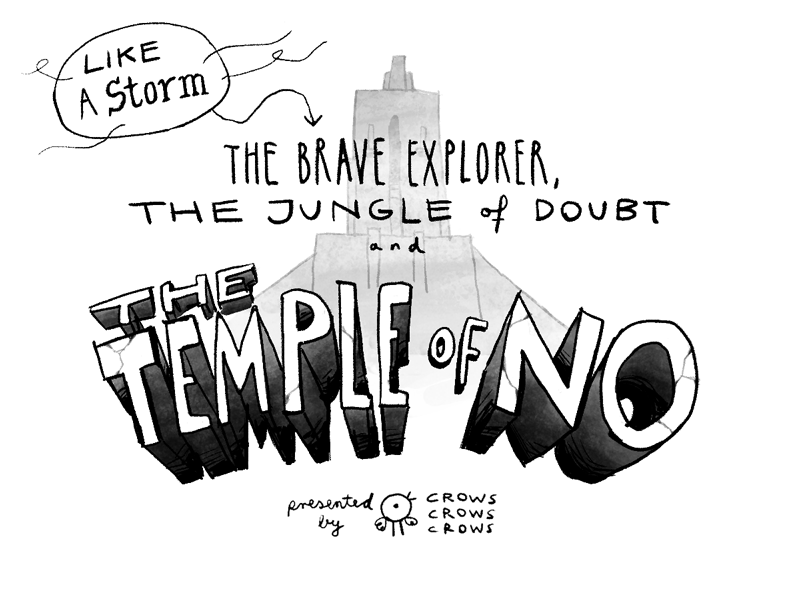 LIKE
A Storm
THE BRAVE EXPLORER,
THE JUNGLE of DOUBT
and
THE
TEMPLE OF NO
presented
by
CROWS
CROWS
CROWS